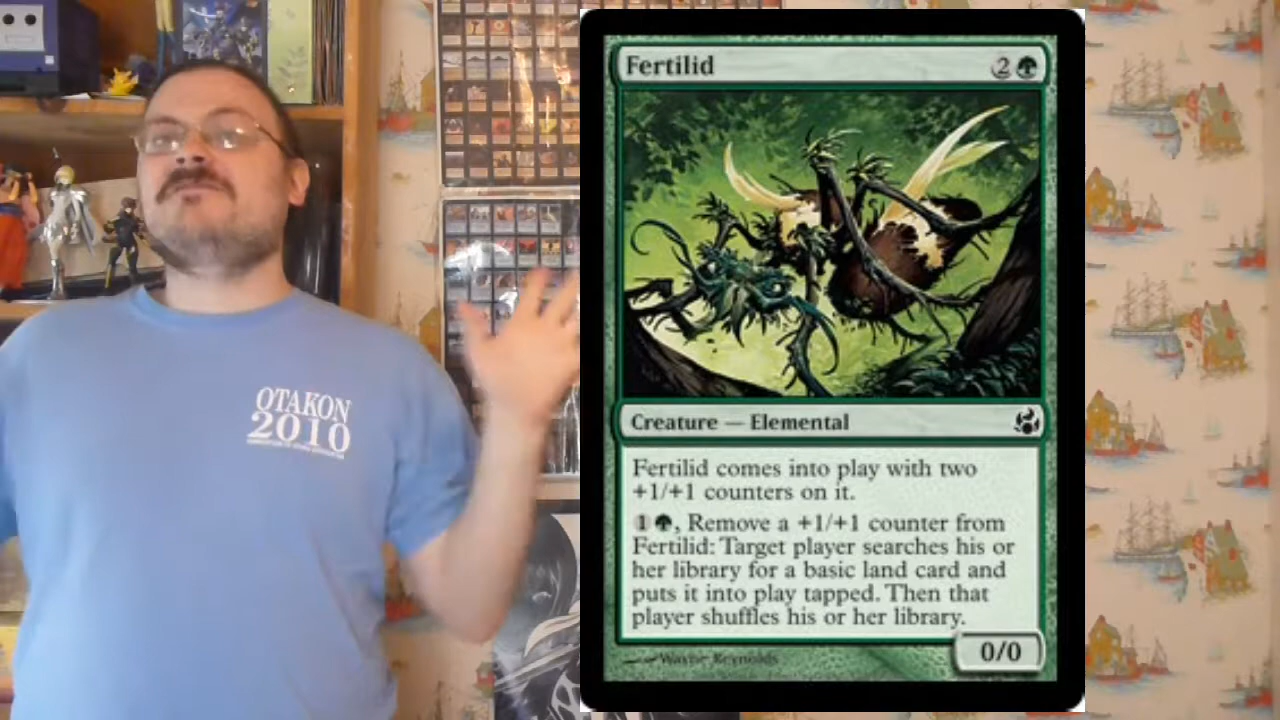 OTAKON
2010
Fertilid 2
Creature — Elemental
Fertilid comes into play with two
+1/+1 counters on it.
1, Remove a +1/+1 counter from
Fertilid: Target player searches his or
her library for a basic land card and
puts it into play tapped. Then that
player shuffles his or her library.
0/0
Wayne Reynolds